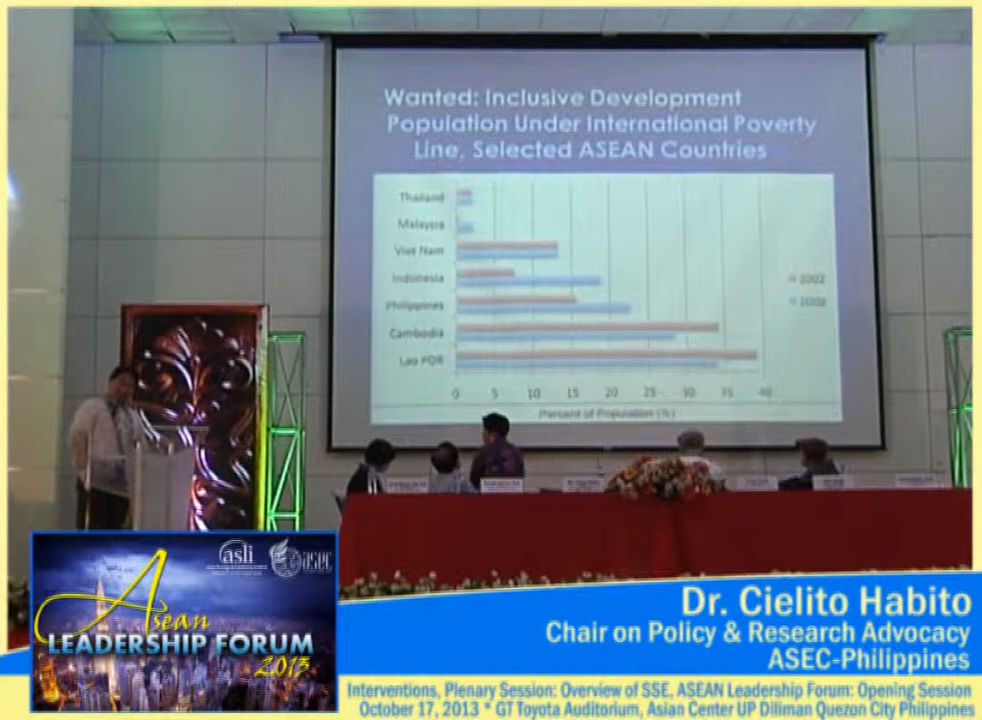 Wanted: Inclusive Development
Population Under International Poverty
Line, Selected ASEAN Countries
Thailand
Malaysia
Viet Nam
Indonesia
Philippines
Cambodia
Lao PDR
2002
2008
0 5 10 15 20 25 30 35 40
Percent of Population (%)
asli
asec
Asean
LEADERSHIP FORUM
2013
Dr. Cielito Habito
Chair on Policy & Research Advocacy
ASEC-Philippines
Interventions, Plenary Session: Overview of SSE, ASEAN Leadership Forum: Opening Session
October 17, 2013 * GT Toyota Auditorium, Asian Center UP Diliman Quezon City Philippines